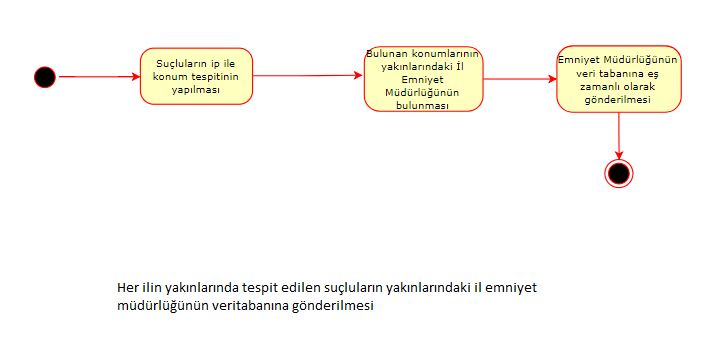 Suçluların ip ile
konum tespitinin
yapılması
Bulunan konumlarının
yakınlarındaki İl
Emniyet
Müdürlüğünün
bulunması
Emniyet Müdürlüğünün
veri tabanına eş
zamanlı olarak
gönderilmesi
Her ilin yakınlarında tespit edilen suçluların yakınlarındaki il emniyet
müdürlüğünün veritabanına gönderilmesi